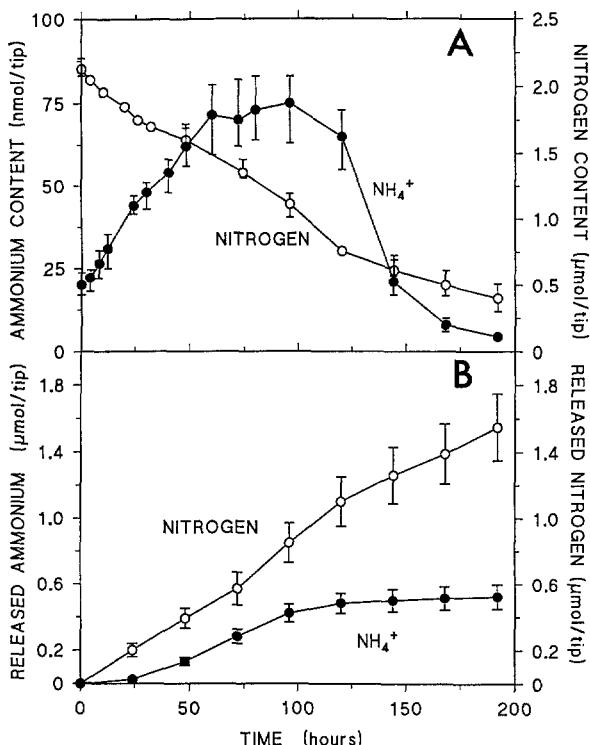 A
AMMONIUM CONTENT (nmol/tip)
100
75
50
25
0
2.5
2.0
1.5
1.0
0.5
0
NITROGEN CONTENT (µmol/tip)
NH4+
NITROGEN
B
RELEASED AMMONIUM (µmol/tip)
1.8
1.4
1.0
0.6
0.2
0
1.8
1.4
1.0
0.6
0.2
0
RELEASED NITROGEN (µmol/tip)
NITROGEN
NH4+
0
50
100
150
200
TIME (hours)